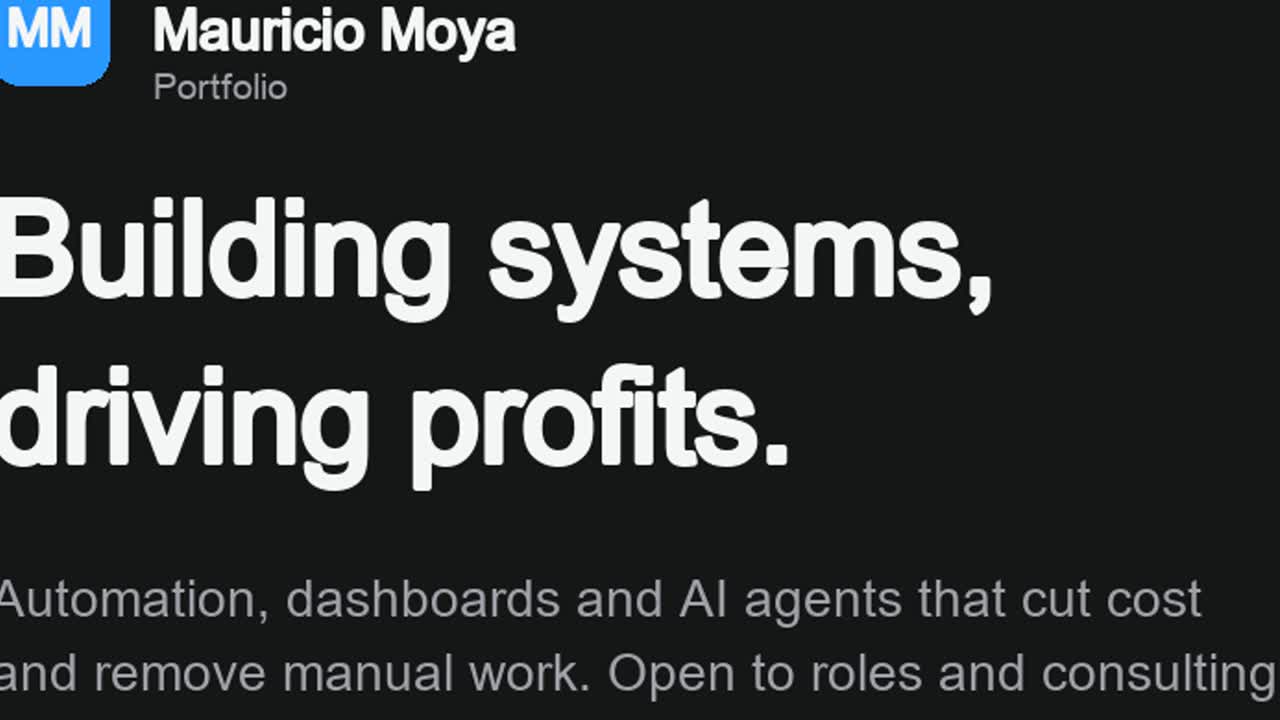 MM
Mauricio Moya
Portfolio
Building systems,
driving profits.
Automation, dashboards and AI agents that cut cost
and remove manual work. Open to roles and consulting